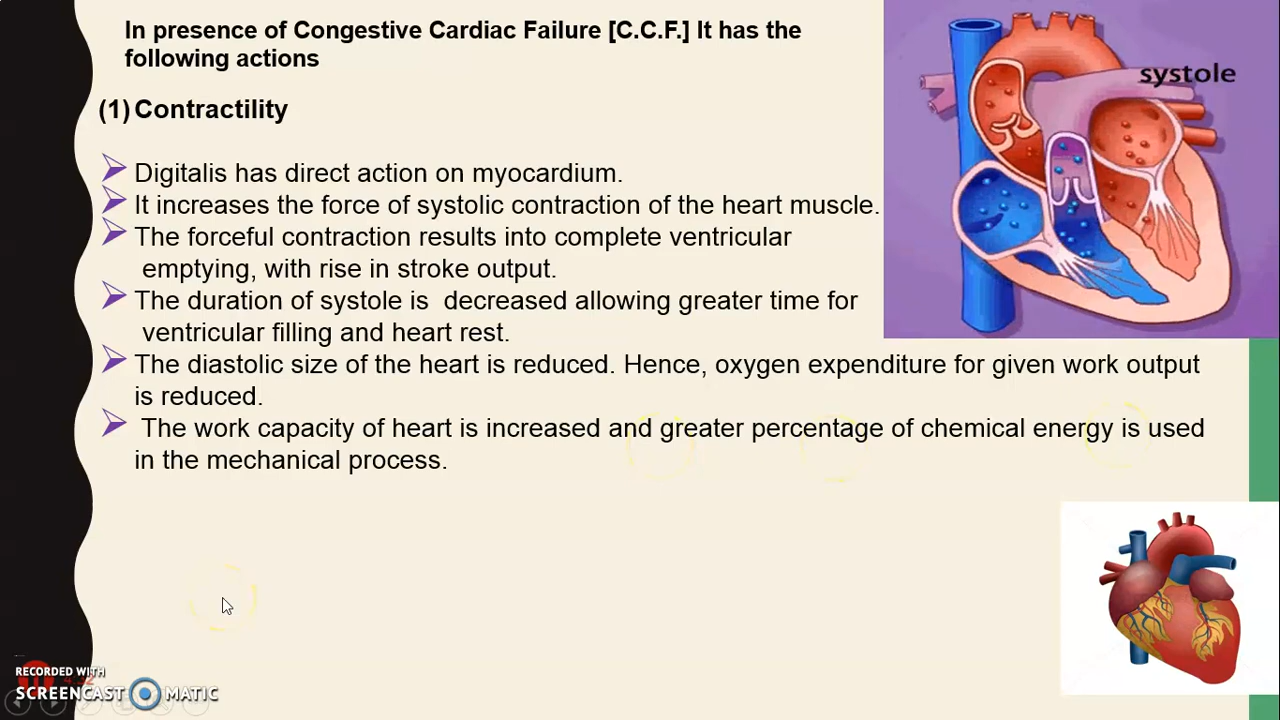 In presence of Congestive Cardiac Failure [C.C.F.] It has the
following actions
systole
(1) Contractility
Digitalis has direct action on myocardium.
It increases the force of systolic contraction of the heart muscle.
The forceful contraction results into complete ventricular
emptying, with rise in stroke output.
The duration of systole is  decreased allowing greater time for
ventricular filling and heart rest.
The diastolic size of the heart is reduced. Hence, oxygen expenditure for given work output
is reduced.
The work capacity of heart is increased and greater percentage of chemical energy is used
in the mechanical process.
RECORDED WITH
SCREENCAST MATIC